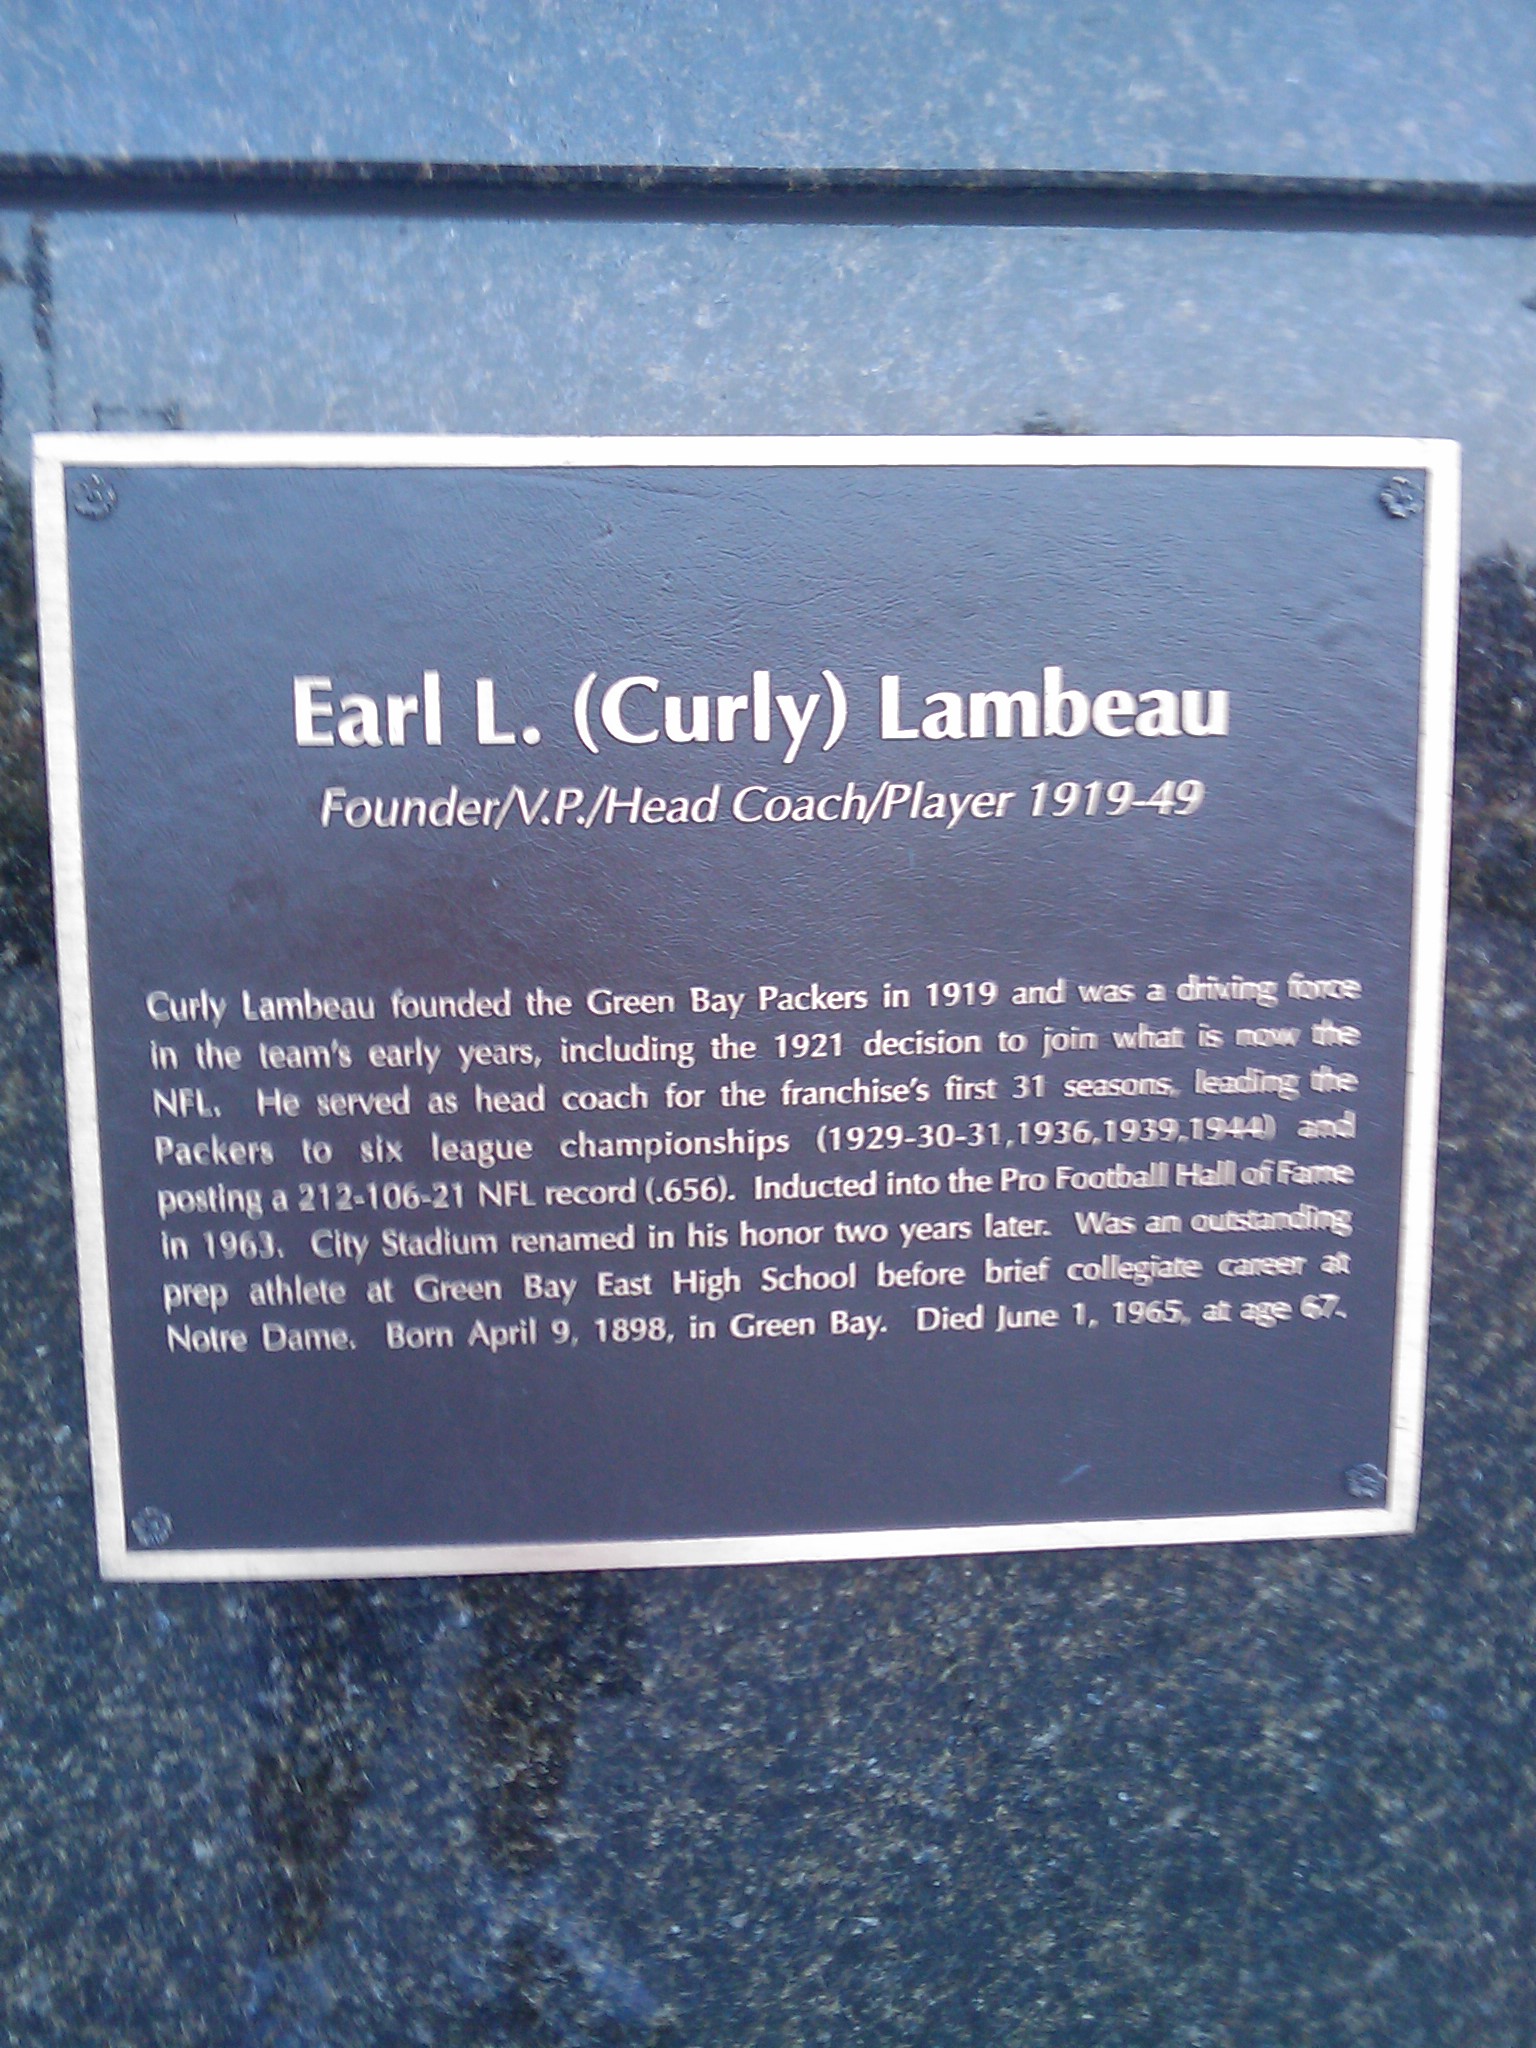 Earl L. (Curly) Lambeau
Founder/V.P./Head Coach/Player 1919-49
Curly Lambeau founded the Green Bay Packers in 1919 and was a driving force
in the team's early years, including the 1921 decision to join what is now the
NFL. He served as head coach for the franchise's first 31 seasons, leading the
Packers to six league championships (1929-30-31,1936,1939,1944) and
posting a 212-106-21 NFL record (.656). Inducted into the Pro Football Hall of Fame
in 1963. City Stadium renamed in his honor two years later. Was an outstanding
prep athlete at Green Bay East High School before brief collegiate career at
Notre Dame. Born April 9, 1898, in Green Bay. Died June 1, 1965, at age 67.